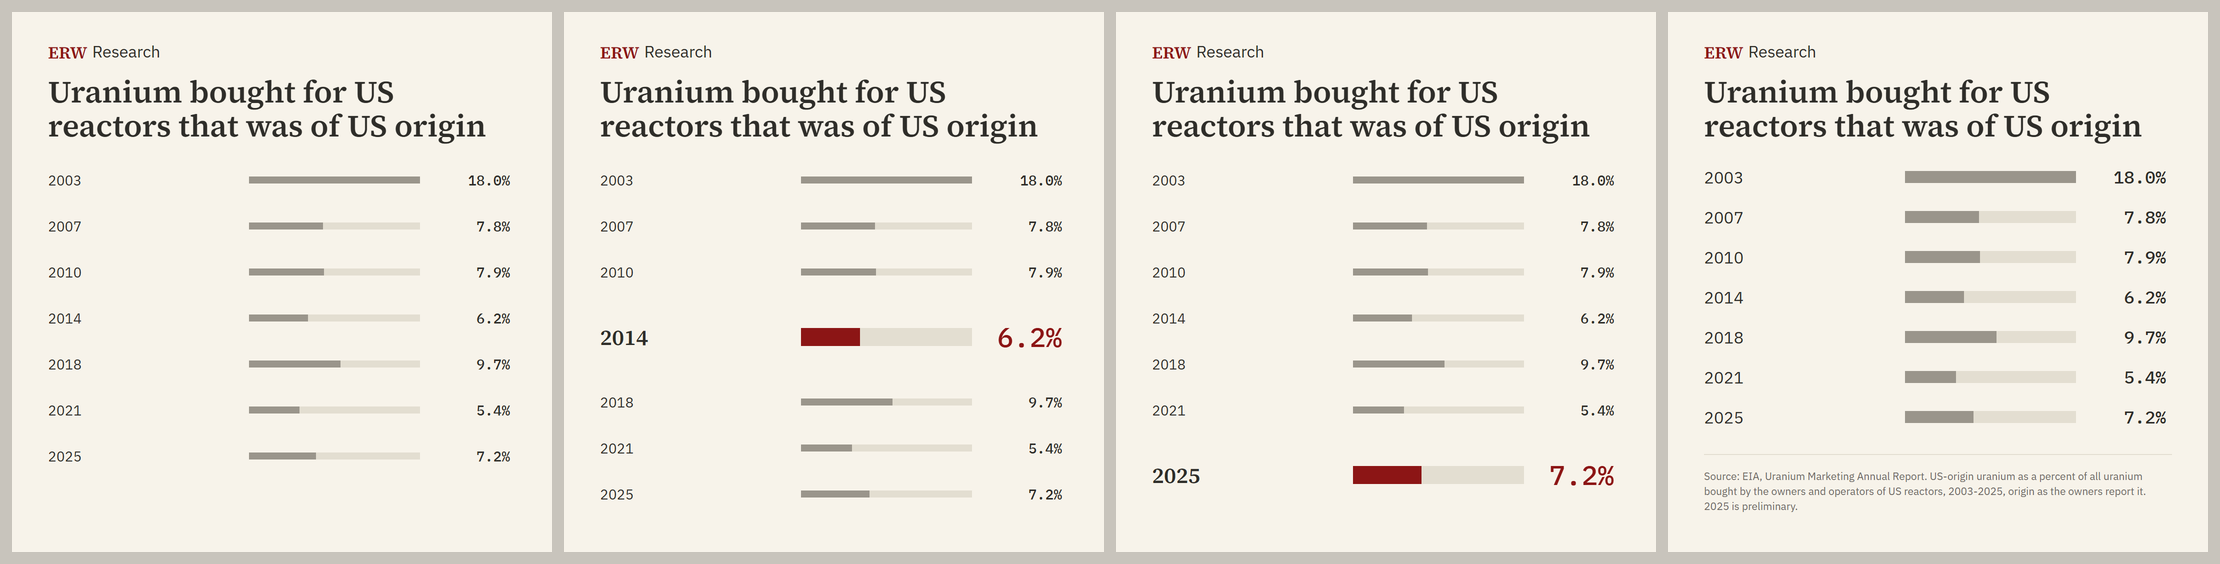 ERW Research
Uranium bought for US
reactors that was of US origin
2003 18.0%
2007 7.8%
2010 7.9%
2014 6.2%
2018 9.7%
2021 5.4%
2025 7.2%
ERW Research
Uranium bought for US
reactors that was of US origin
2003 18.0%
2007 7.8%
2010 7.9%
2014 6.2%
2018 9.7%
2021 5.4%
2025 7.2%
ERW Research
Uranium bought for US
reactors that was of US origin
2003 18.0%
2007 7.8%
2010 7.9%
2014 6.2%
2018 9.7%
2021 5.4%
2025 7.2%
ERW Research
Uranium bought for US
reactors that was of US origin
2003 18.0%
2007 7.8%
2010 7.9%
2014 6.2%
2018 9.7%
2021 5.4%
2025 7.2%
Source: EIA, Uranium Marketing Annual Report. US-origin uranium as a percent of all uranium
bought by the owners and operators of US reactors, 2003-2025, origin as the owners report it.
2025 is preliminary.